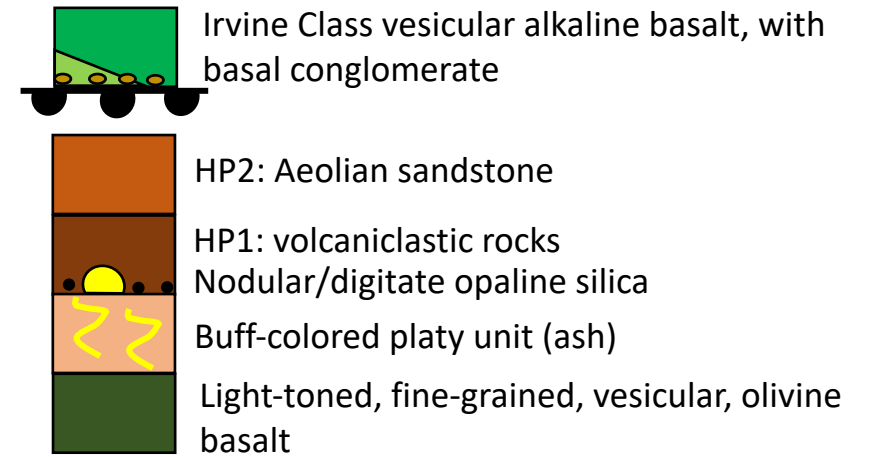 Irvine Class vesicular alkaline basalt, with
basal conglomerate
HP2: Aeolian sandstone
HP1: volcaniclastic rocks
Nodular/digitate opaline silica
Buff-colored platy unit (ash)
Light-toned, fine-grained, vesicular, olivine
basalt